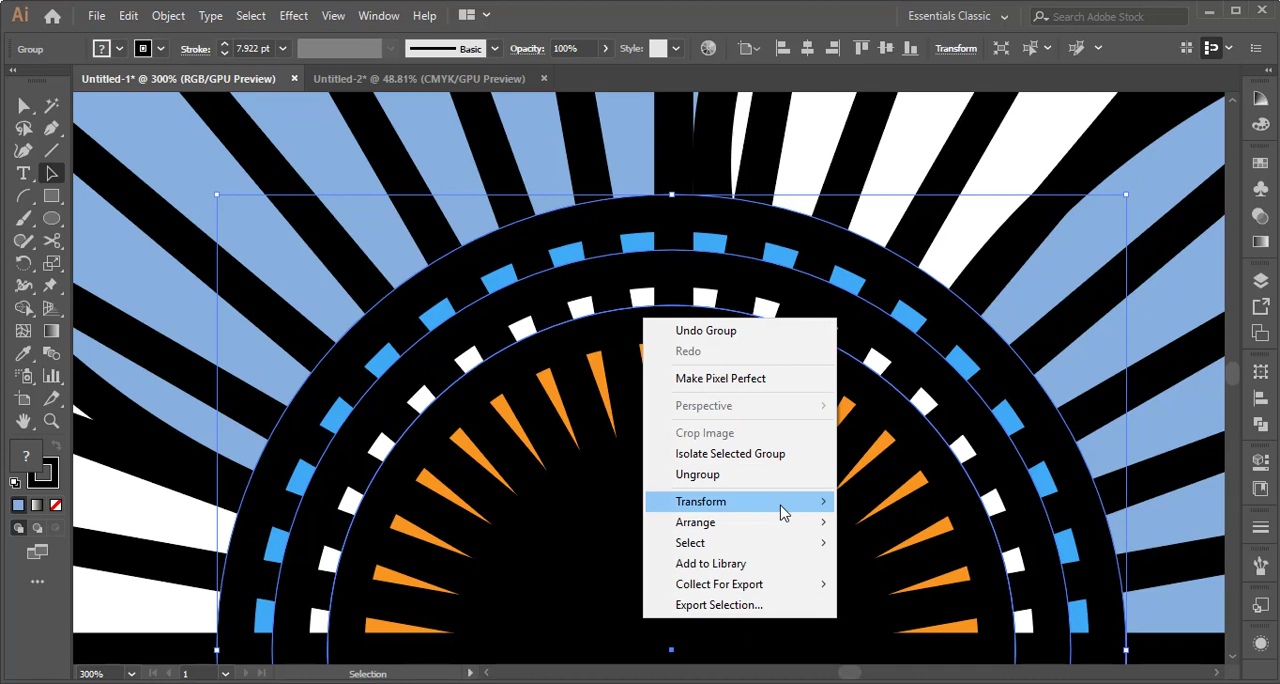 Ai File Edit Object Type Select Effect View Window Help Essentials Classic Search Adobe Stock
Group ? Stroke: 7.922 pt Basic Opacity: 100% Style: Transform
Untitled-1* @ 300% (RGB/GPU Preview) × Untitled-2* @ 48.81% (CMYK/GPU Preview) ×
Undo Group
Redo
Make Pixel Perfect
Perspective
Crop Image
Isolate Selected Group
Ungroup
Transform
Arrange
Select
Add to Library
Collect For Export
Export Selection...
T
?
300% 1 Selection